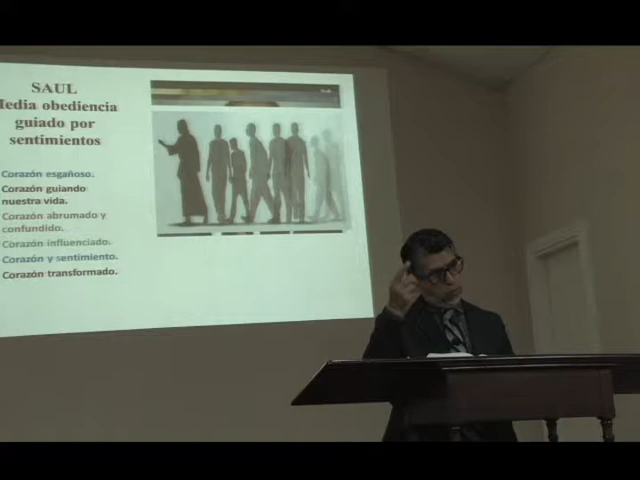 SAUL
Media obediencia
guiado por
sentimientos
Corazón esgañoso.
Corazón guiando
nuestra vida.
Corazón abrumado y
confundido.
Corazón influenciado.
Corazón y sentimiento.
Corazón transformado.